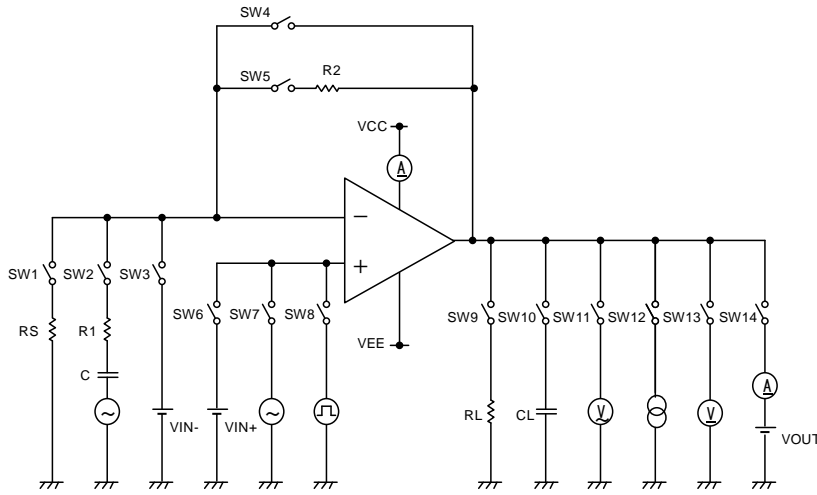 SW4
SW5
R2
VCC
A
−
+
SW1
SW2
SW3
SW6
SW7
SW8
VEE
SW9
SW10
SW11
SW12
SW13
SW14
RS
R1
C
VIN-
VIN+
RL
CL
V
V
A
VOUT